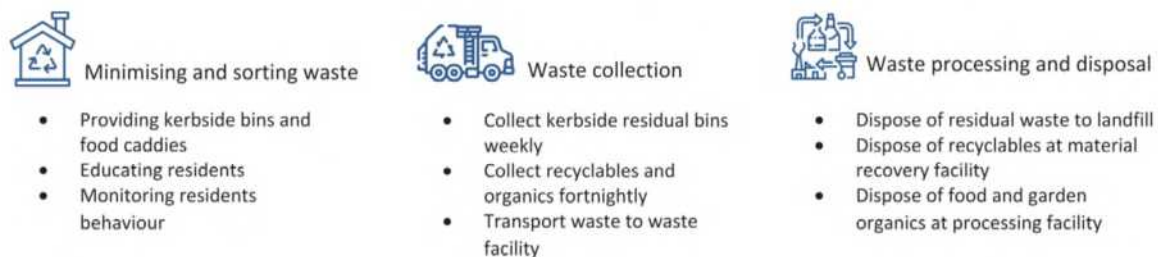 Minimising and sorting waste
• Providing kerbside bins and
food caddies
• Educating residents
• Monitoring residents
behaviour
Waste collection
• Collect kerbside residual bins
weekly
• Collect recyclables and
organics fortnightly
• Transport waste to waste
facility
Waste processing and disposal
• Dispose of residual waste to landfill
• Dispose of recyclables at material
recovery facility
• Dispose of food and garden
organics at processing facility